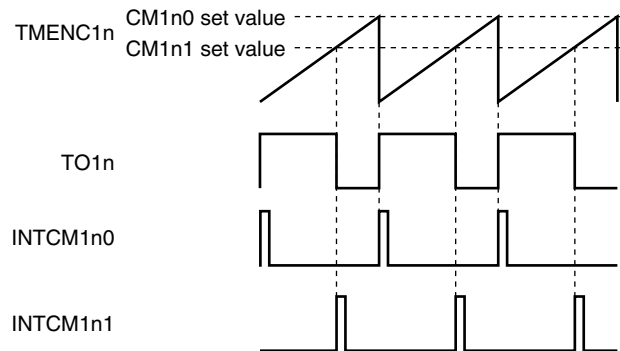 CM1n0 set value
TMENC1n
CM1n1 set value
TO1n
INTCM1n0
INTCM1n1